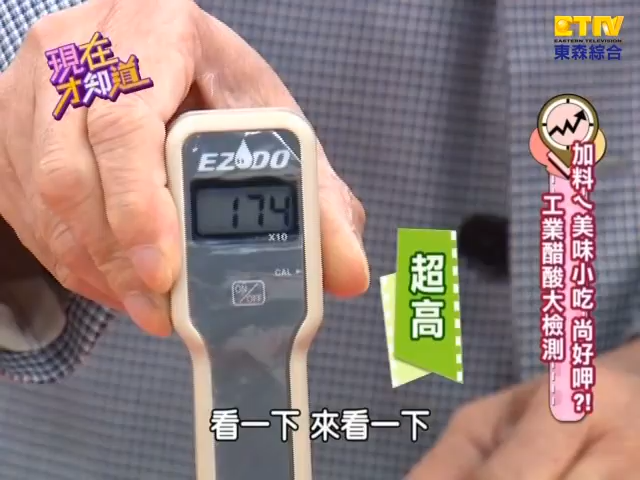 現在
才知道
ETTV
EASTERN TELEVISION
東森綜合
EZDO
174
X10
CAL
ON/OFF
超高
加料ㄟ美味小吃 尚好呷?!
工業醋酸大檢測
看一下 來看一下